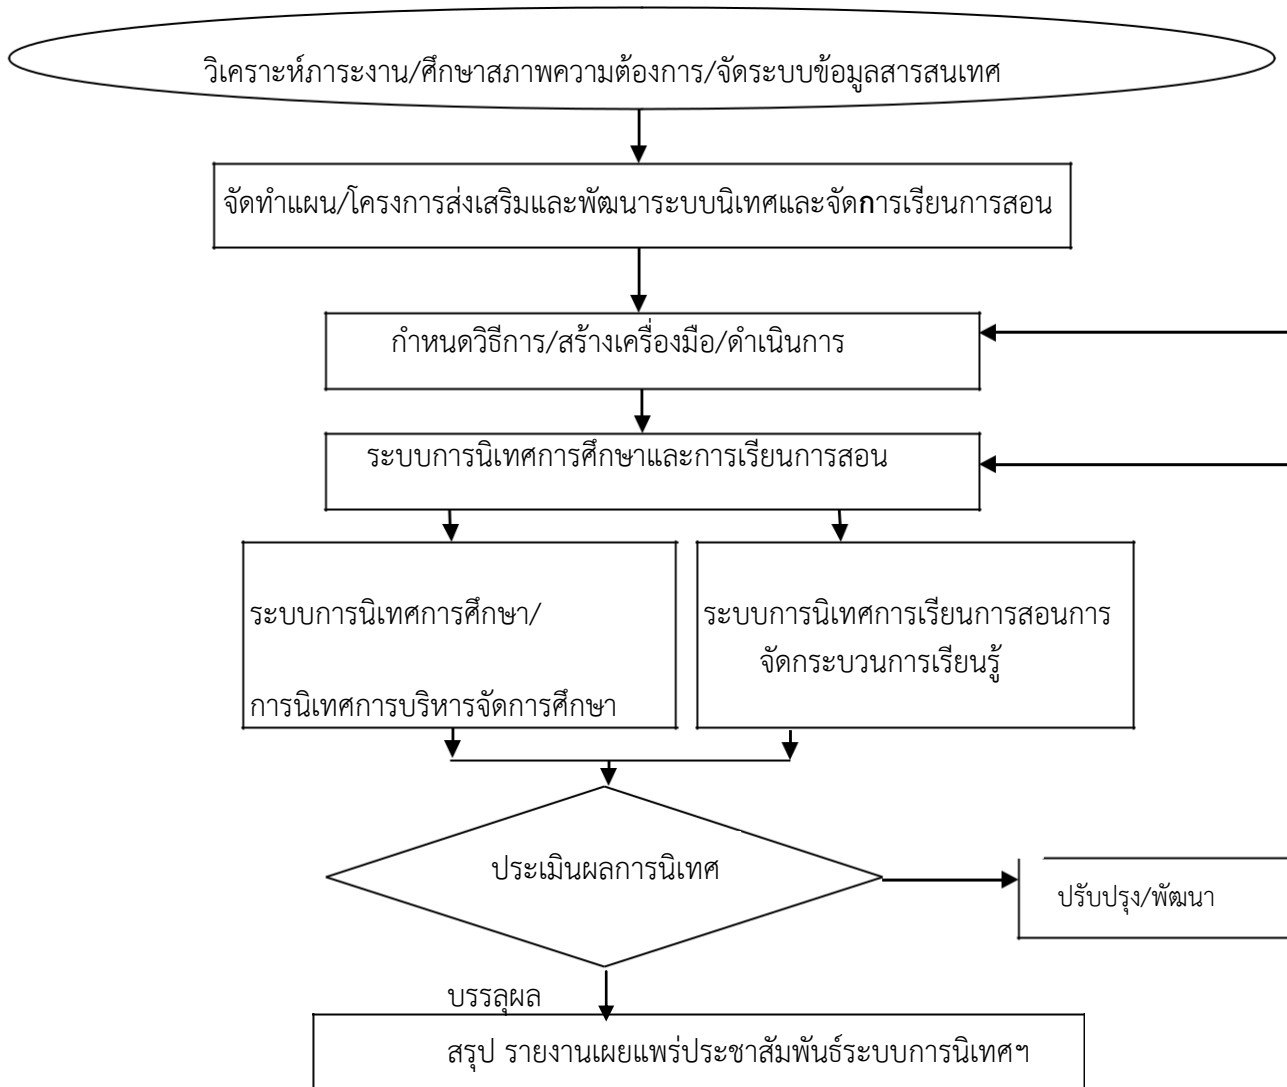 วิเคราะห์ภาระงาน/ศึกษาสภาพความต้องการ/จัดระบบข้อมูลสารสนเทศ
จัดทำแผน/โครงการส่งเสริมและพัฒนาระบบนิเทศและจัดการเรียนการสอน
กำหนดวิธีการ/สร้างเครื่องมือ/ดำเนินการ
ระบบการนิเทศการศึกษาและการเรียนการสอน
ระบบการนิเทศการศึกษา/
การนิเทศการบริหารจัดการศึกษา
ระบบการนิเทศการเรียนการสอนการ
จัดกระบวนการเรียนรู้
ประเมินผลการนิเทศ
ปรับปรุง/พัฒนา
บรรลุผล
สรุป รายงานเผยแพร่ประชาสัมพันธ์ระบบการนิเทศฯ